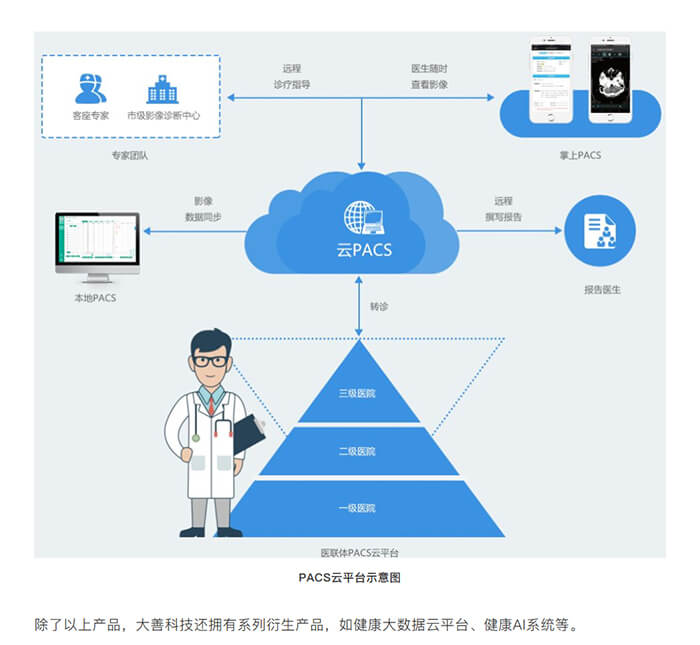 远程
诊疗指导
医生随时
查看影像
客座专家
市级影像诊断中心
专家团队
掌上PACS
影像
数据同步
远程
撰写报告
云PACS
本地PACS
报告医生
转诊
三级医院
二级医院
一级医院
医联体PACS云平台
PACS云平台示意图
除了以上产品，大善科技还拥有系列衍生产品，如健康大数据云平台、健康AI系统等。